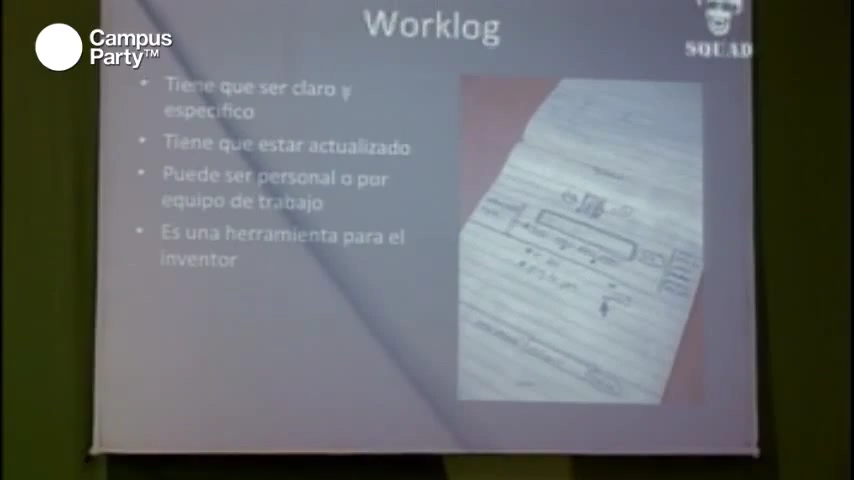 Campus
Party™
Worklog
SQUAD
• Tiene que ser claro y
especifico
• Tiene que estar actualizado
• Puede ser personal o por
equipo de trabajo
• Es una herramienta para el
inventor